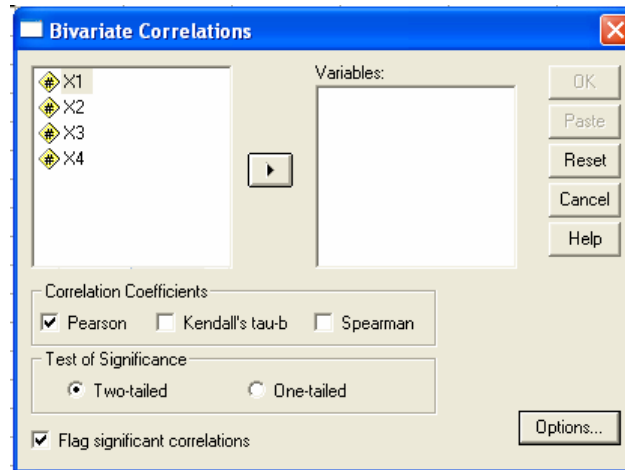 Bivariate Correlations
X1
X2
X3
X4
Variables:
OK
Paste
Reset
Cancel
Help
Correlation Coefficients
Pearson Kendall's tau-b Spearman
Test of Significance
Two-tailed One-tailed
Flag significant correlations
Options...